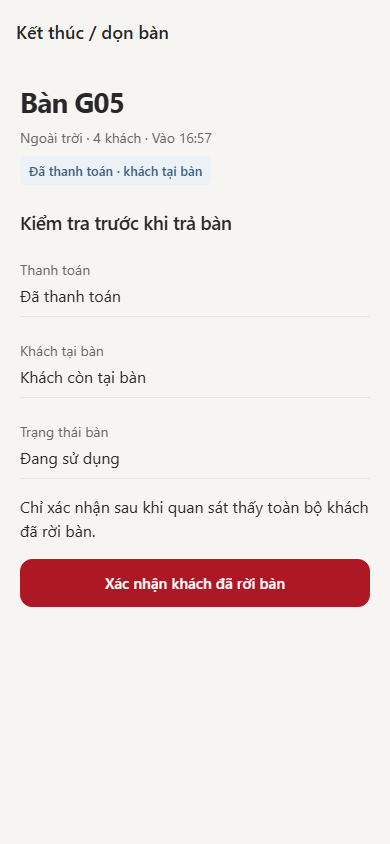 Kết thúc / dọn bàn
Bàn G05
Ngoài trời · 4 khách · Vào 16:57
Đã thanh toán · khách tại bàn
Kiểm tra trước khi trả bàn
Thanh toán
Đã thanh toán
Khách tại bàn
Khách còn tại bàn
Trạng thái bàn
Đang sử dụng
Chỉ xác nhận sau khi quan sát thấy toàn bộ khách
đã rời bàn.
Xác nhận khách đã rời bàn